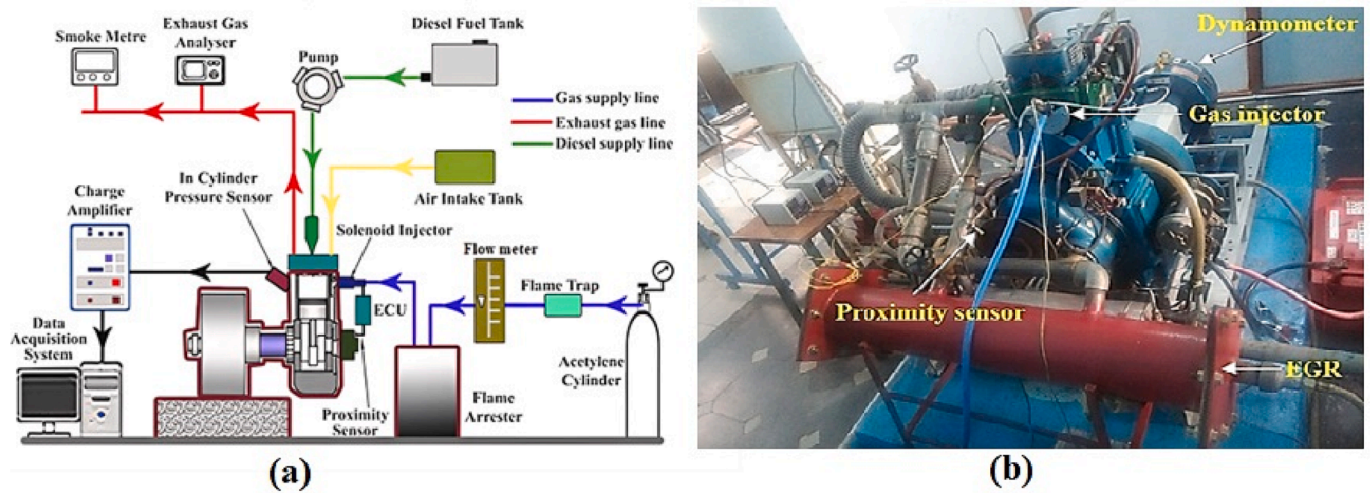 Diesel Fuel Tank
Exhaust Gas
Analyser
Smoke Metre
Pump
Gas supply line
Exhaust gas line
Diesel supply line
In Cylinder
Pressure Sensor
Charge
Amplifier
Air Intake Tank
Solenoid Injector
Flow meter
Flame Trap
ECU
Data
Acquisition
System
Acetylene
Cylinder
Proximity
Sensor
Flame
Arrester
(a)
Dynamometer
Gas injector
Proximity sensor
EGR
(b)